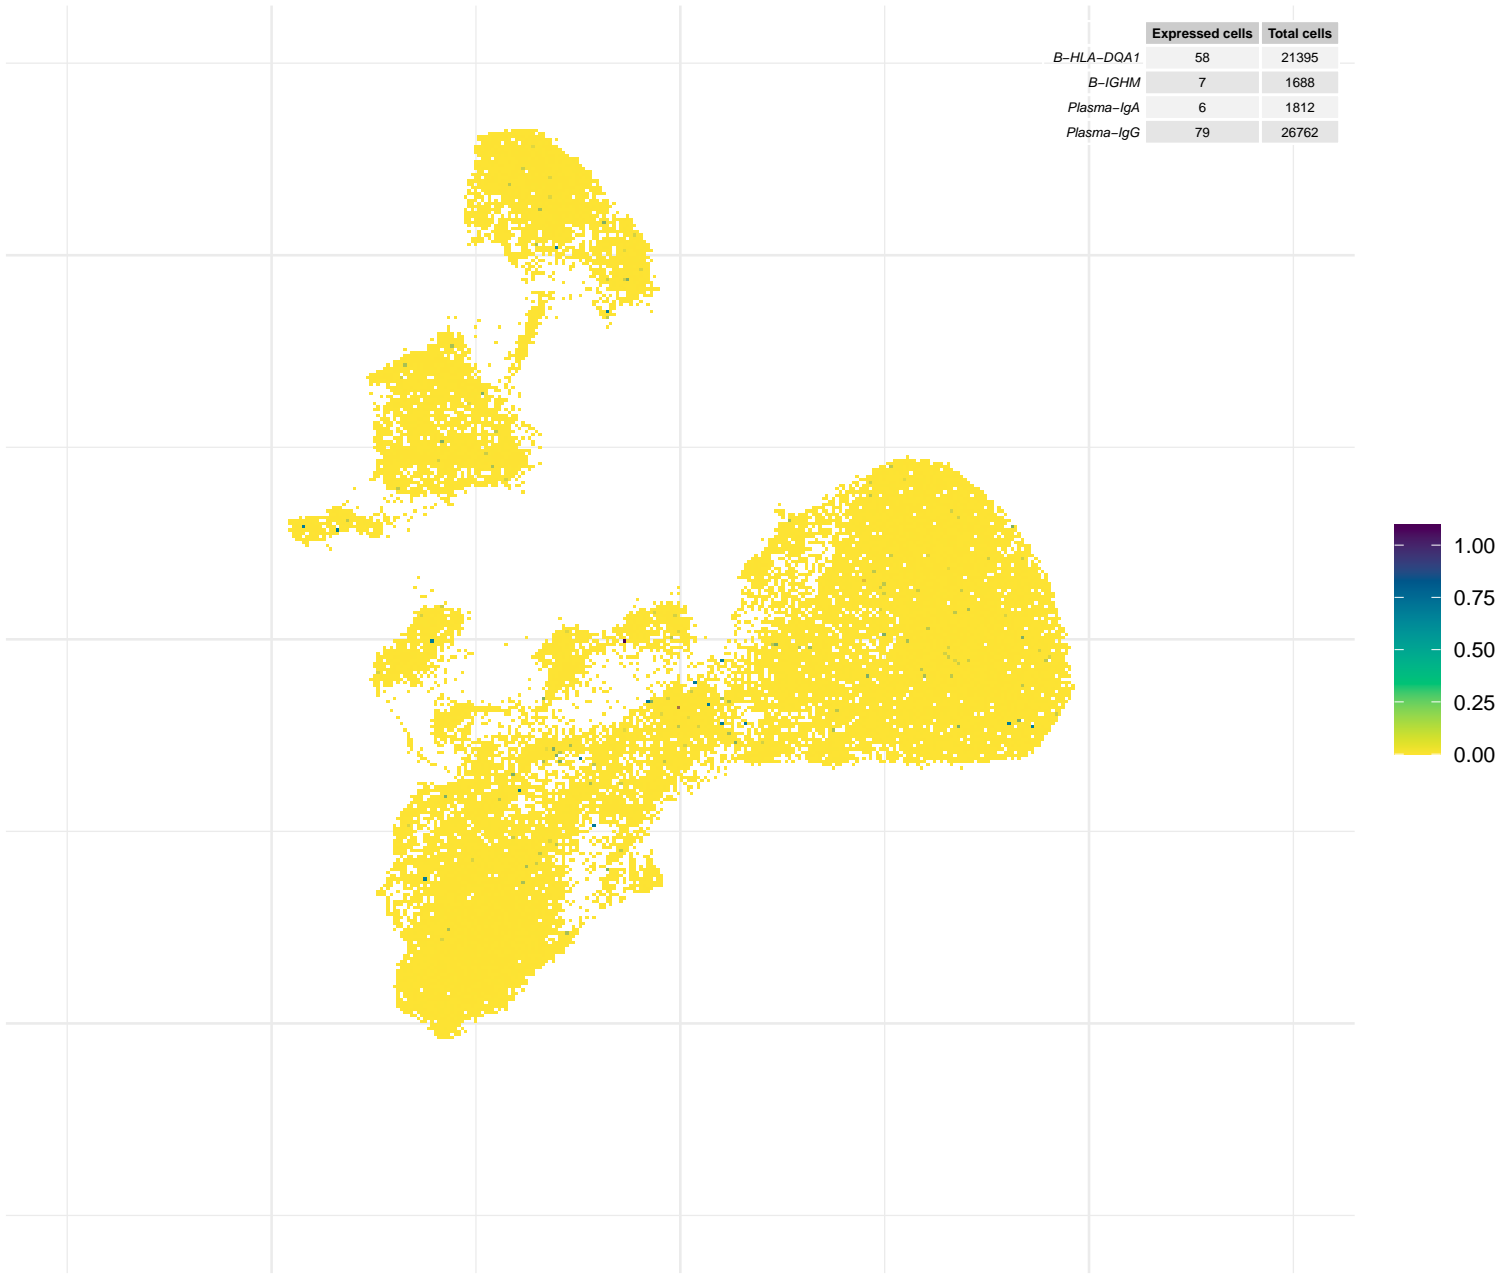 Expressed cells Total cells
B−HLA−DQA1 58 21395
B−IGHM 7 1688
Plasma−IgA 6 1812
Plasma−IgG 79 26762
1.00
0.75
0.50
0.25
0.00